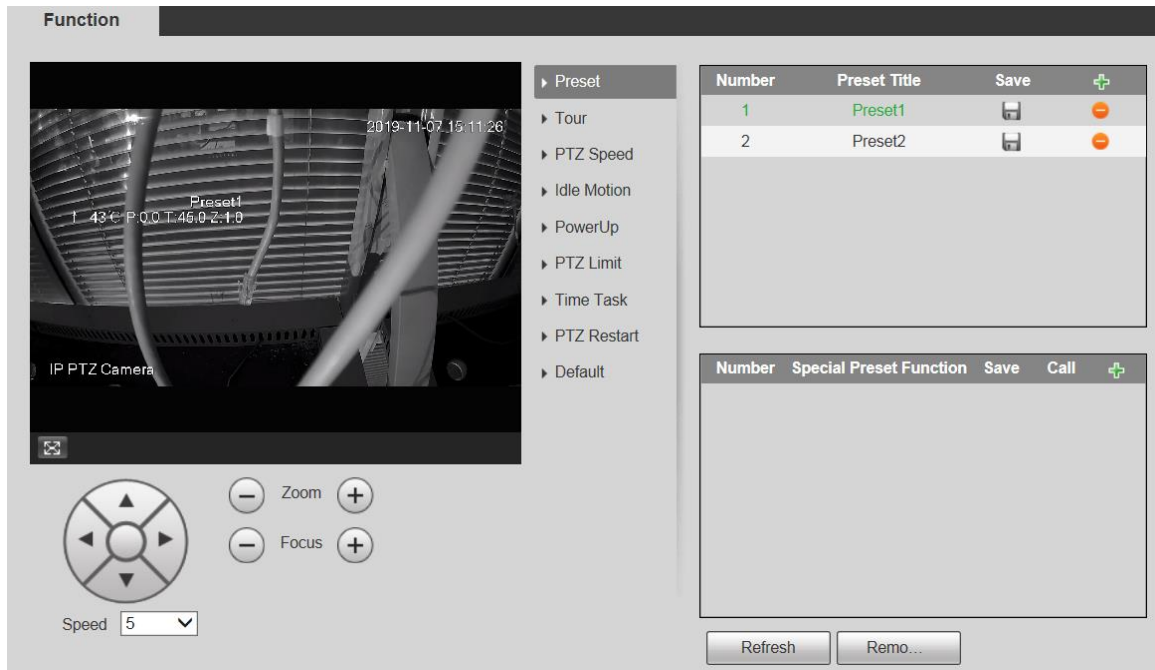 Function
2019-11-07 15:11:26
Preset1
↑ 43℃ P:0.0 T:46.0 Z:1.0
IP PTZ Camera
Zoom
Focus
Speed 5
Preset
Tour
PTZ Speed
Idle Motion
PowerUp
PTZ Limit
Time Task
PTZ Restart
Default
Number Preset Title Save
1 Preset1
2 Preset2
Number Special Preset Function Save Call
Refresh Remo...